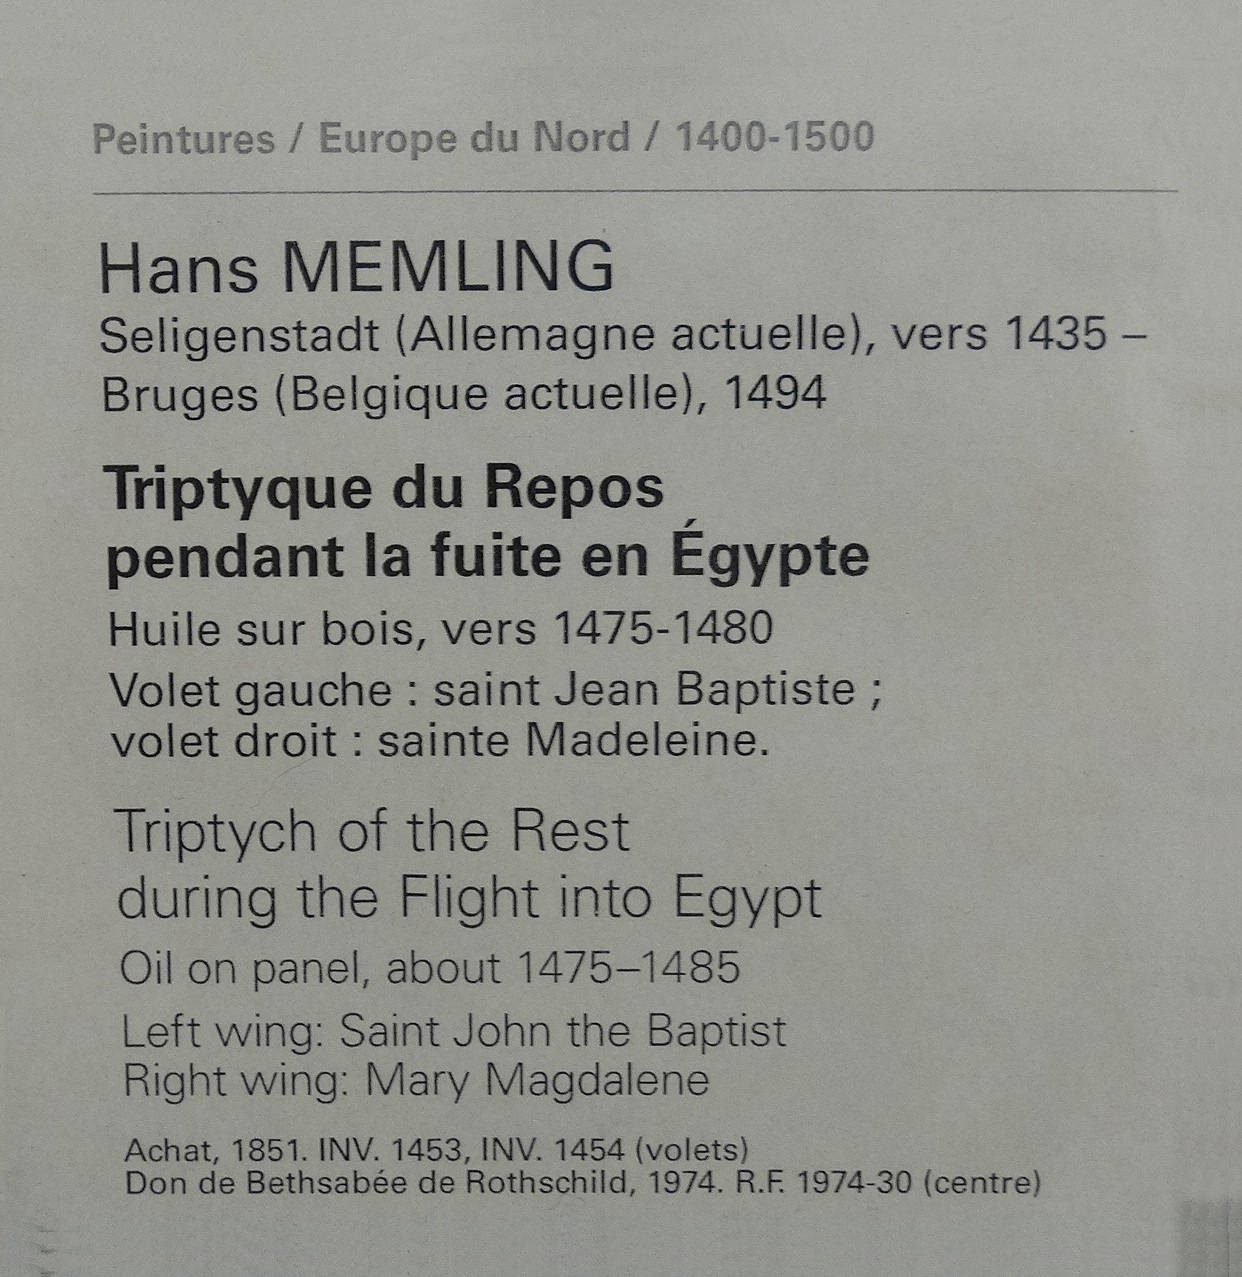 Peintures / Europe du Nord / 1400-1500
Hans MEMLING
Seligenstadt (Allemagne actuelle), vers 1435 –
Bruges (Belgique actuelle), 1494
Triptyque du Repos
pendant la fuite en Égypte
Huile sur bois, vers 1475-1480
Volet gauche : saint Jean Baptiste ;
volet droit : sainte Madeleine.
Triptych of the Rest
during the Flight into Egypt
Oil on panel, about 1475–1485
Left wing: Saint John the Baptist
Right wing: Mary Magdalene
Achat, 1851. INV. 1453, INV. 1454 (volets)
Don de Bethsabée de Rothschild, 1974. R.F. 1974-30 (centre)